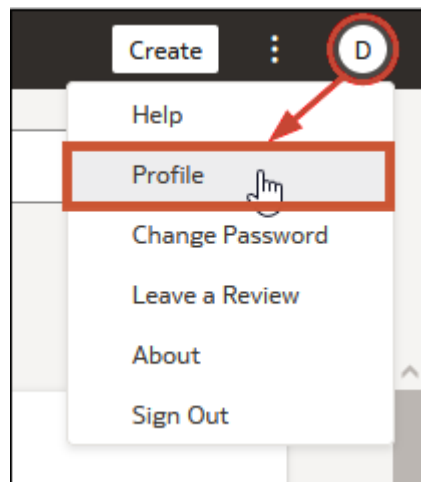 Create D
Help
Profile
Change Password
Leave a Review
About
Sign Out